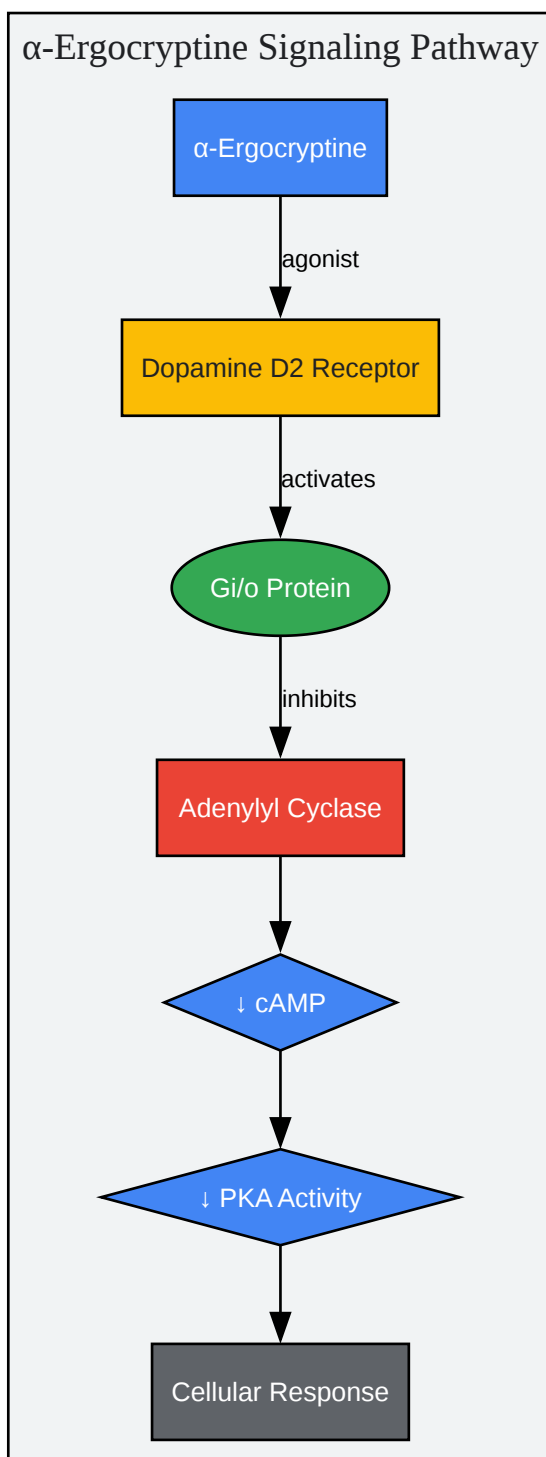 α-Ergocryptine Signaling Pathway
α-Ergocryptine
agonist
Dopamine D2 Receptor
activates
Gi/o Protein
inhibits
Adenylyl Cyclase
↓ cAMP
↓ PKA Activity
Cellular Response